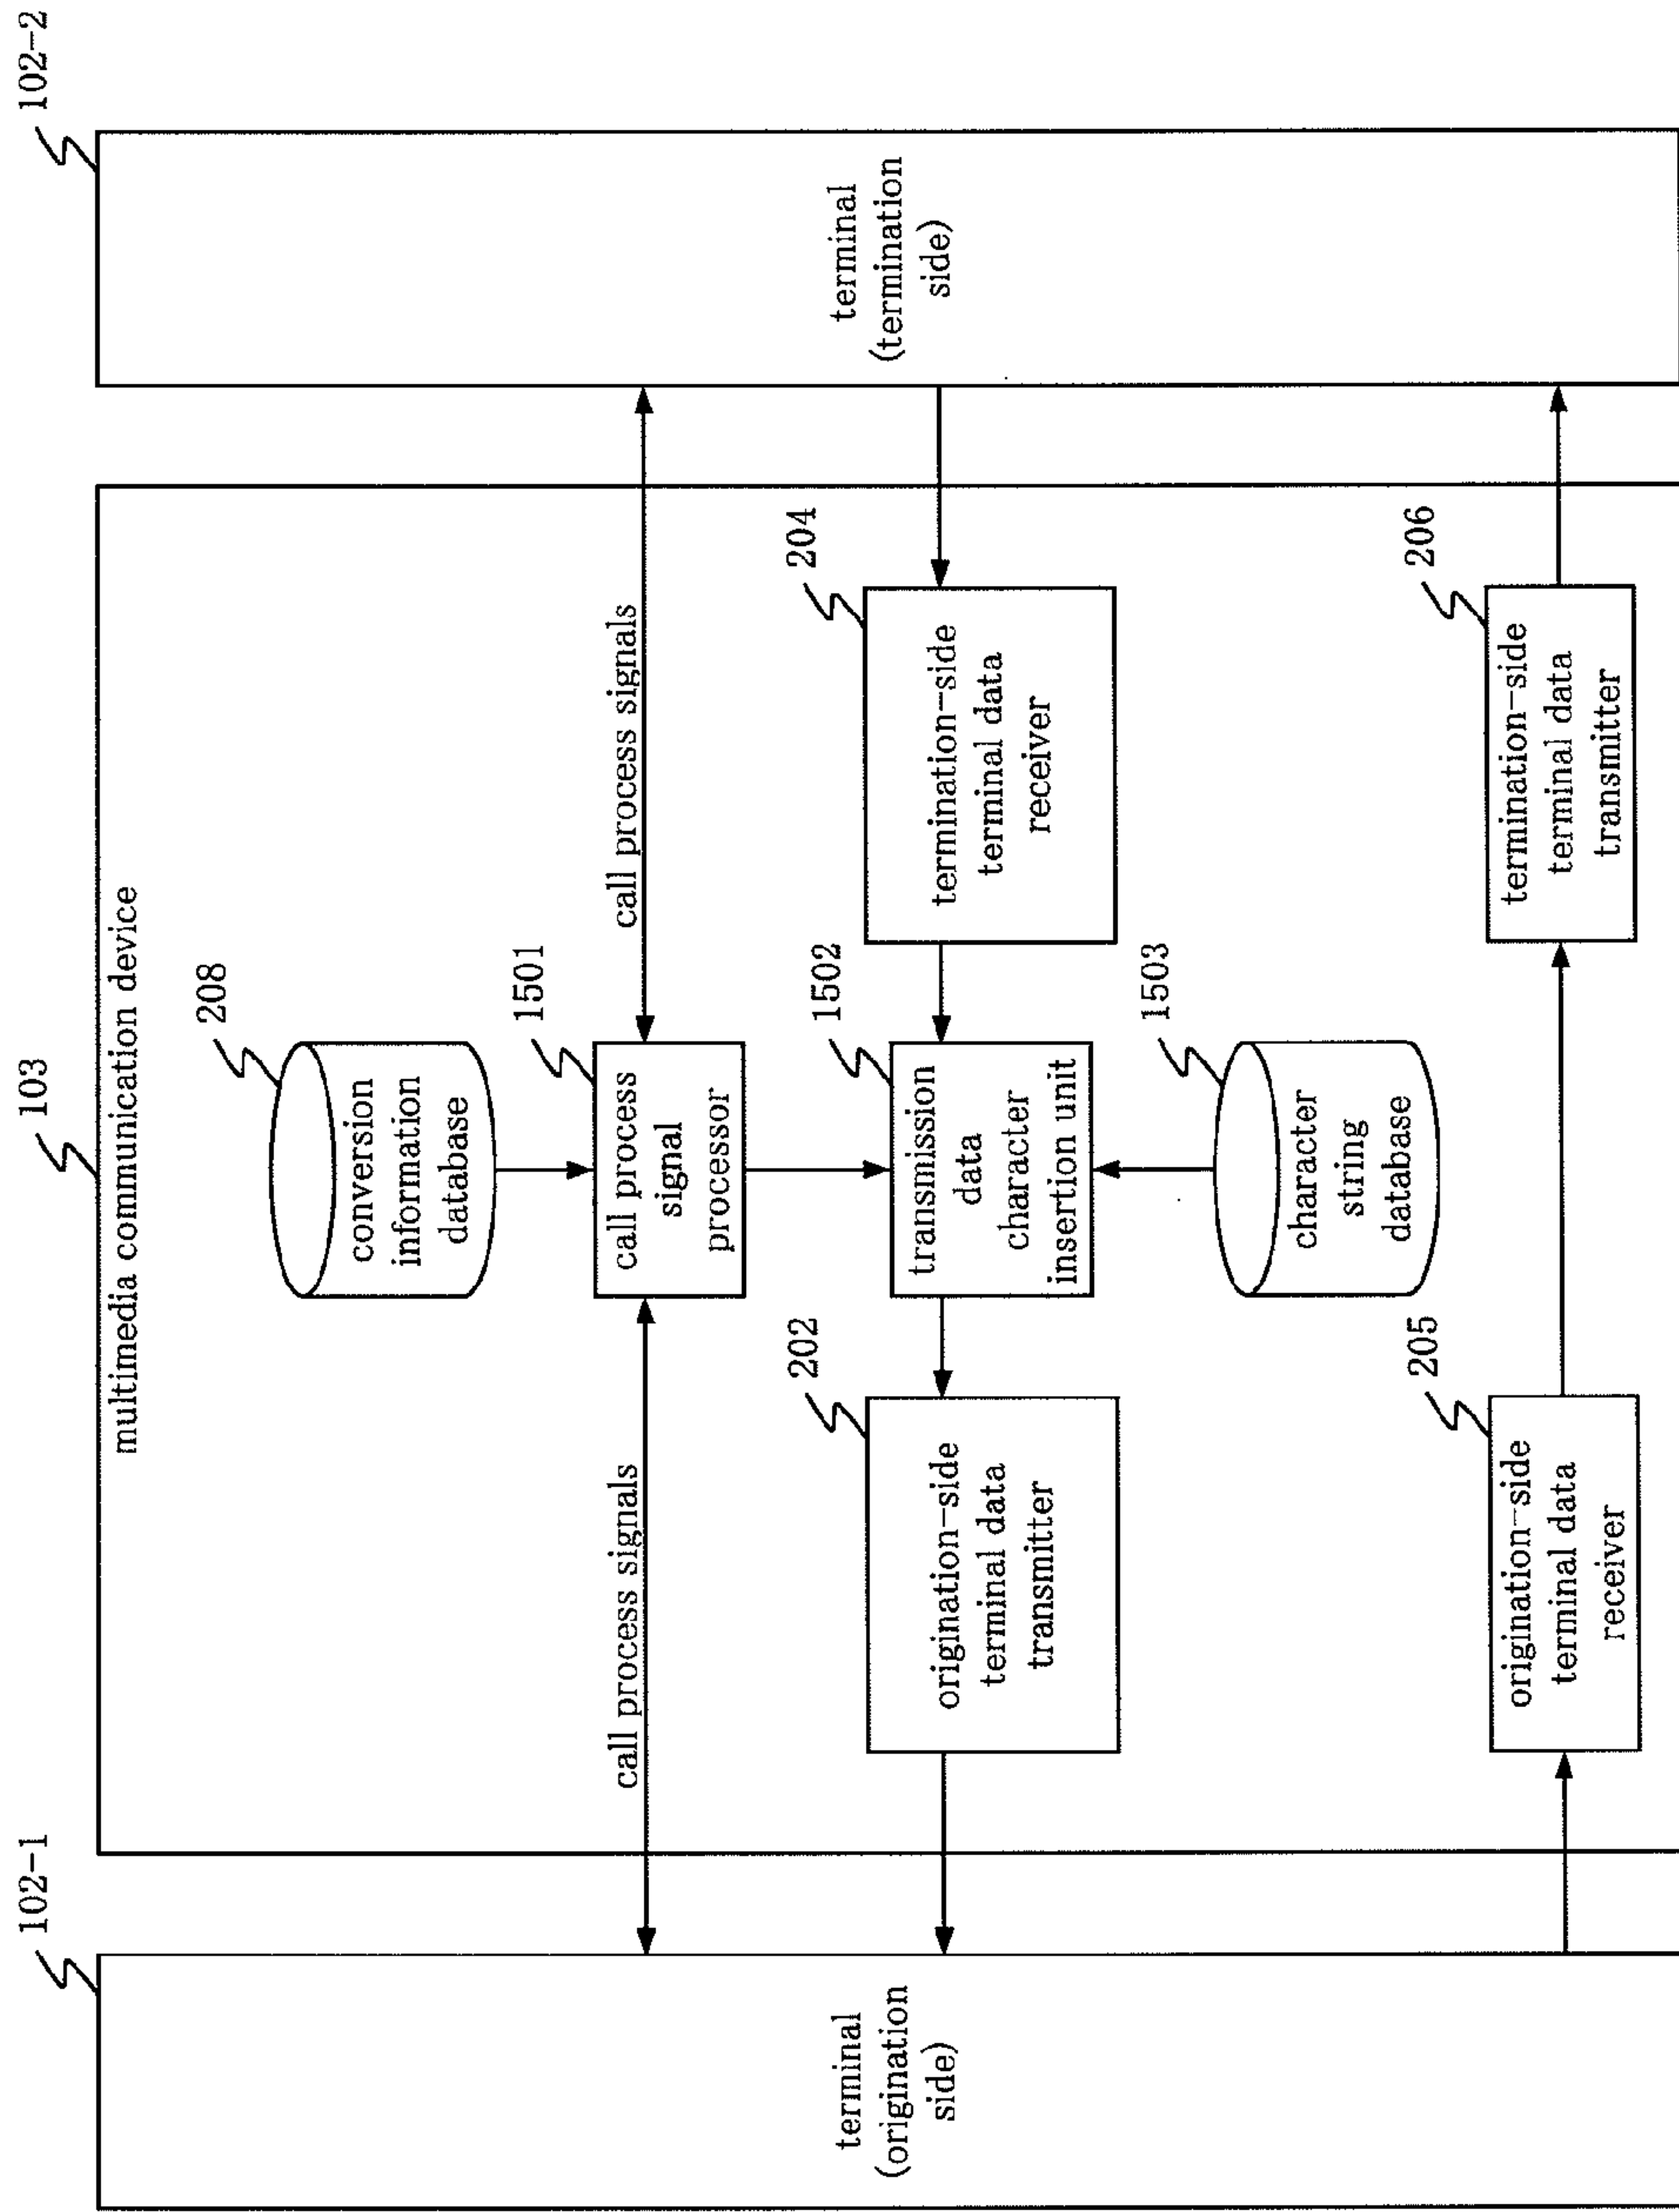 102-1
103
102-2
multimedia communication device
terminal
(origination
side)
terminal
(termination
side)
208
conversion
information
database
1501
call process
signal
processor
call process signals
call process signals
202
origination-side
terminal data
transmitter
1502
transmission
data
character
insertion unit
204
termination-side
terminal data
receiver
1503
character
string
database
205
origination-side
terminal data
receiver
206
termination-side
terminal data
transmitter